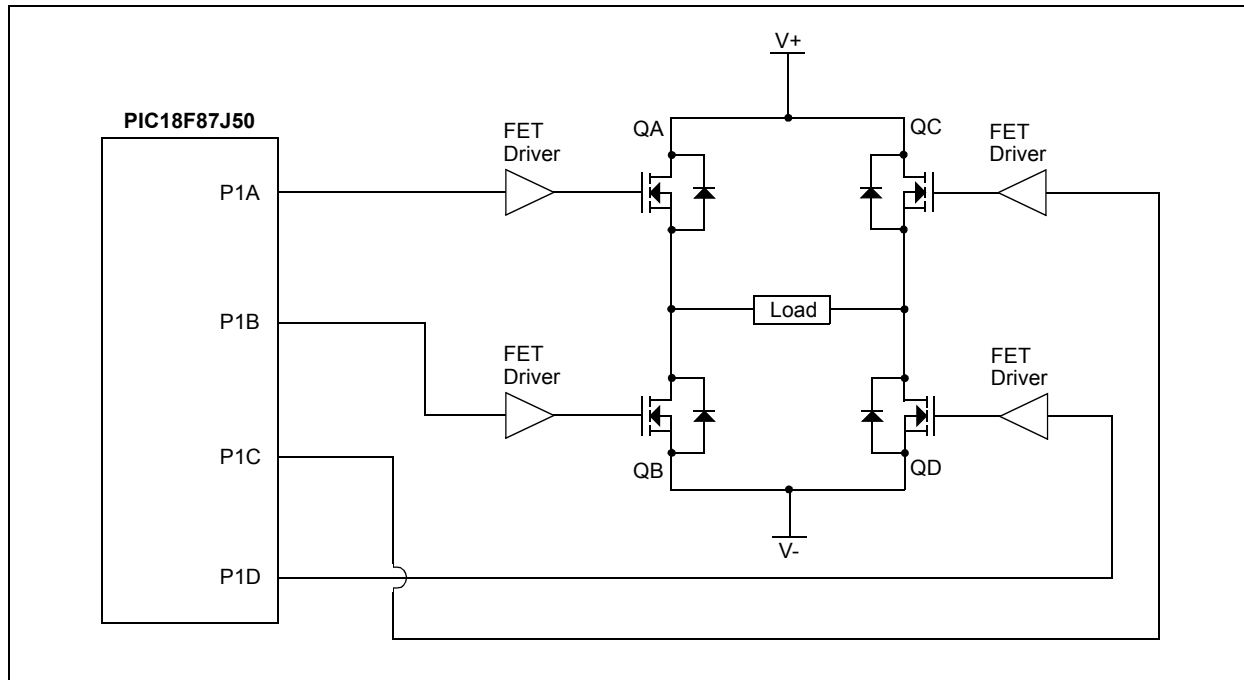 V+
PIC18F87J50
FET
Driver
QA
QC
FET
Driver
P1A
P1B
Load
FET
Driver
FET
Driver
P1C
QB
QD
V-
P1D